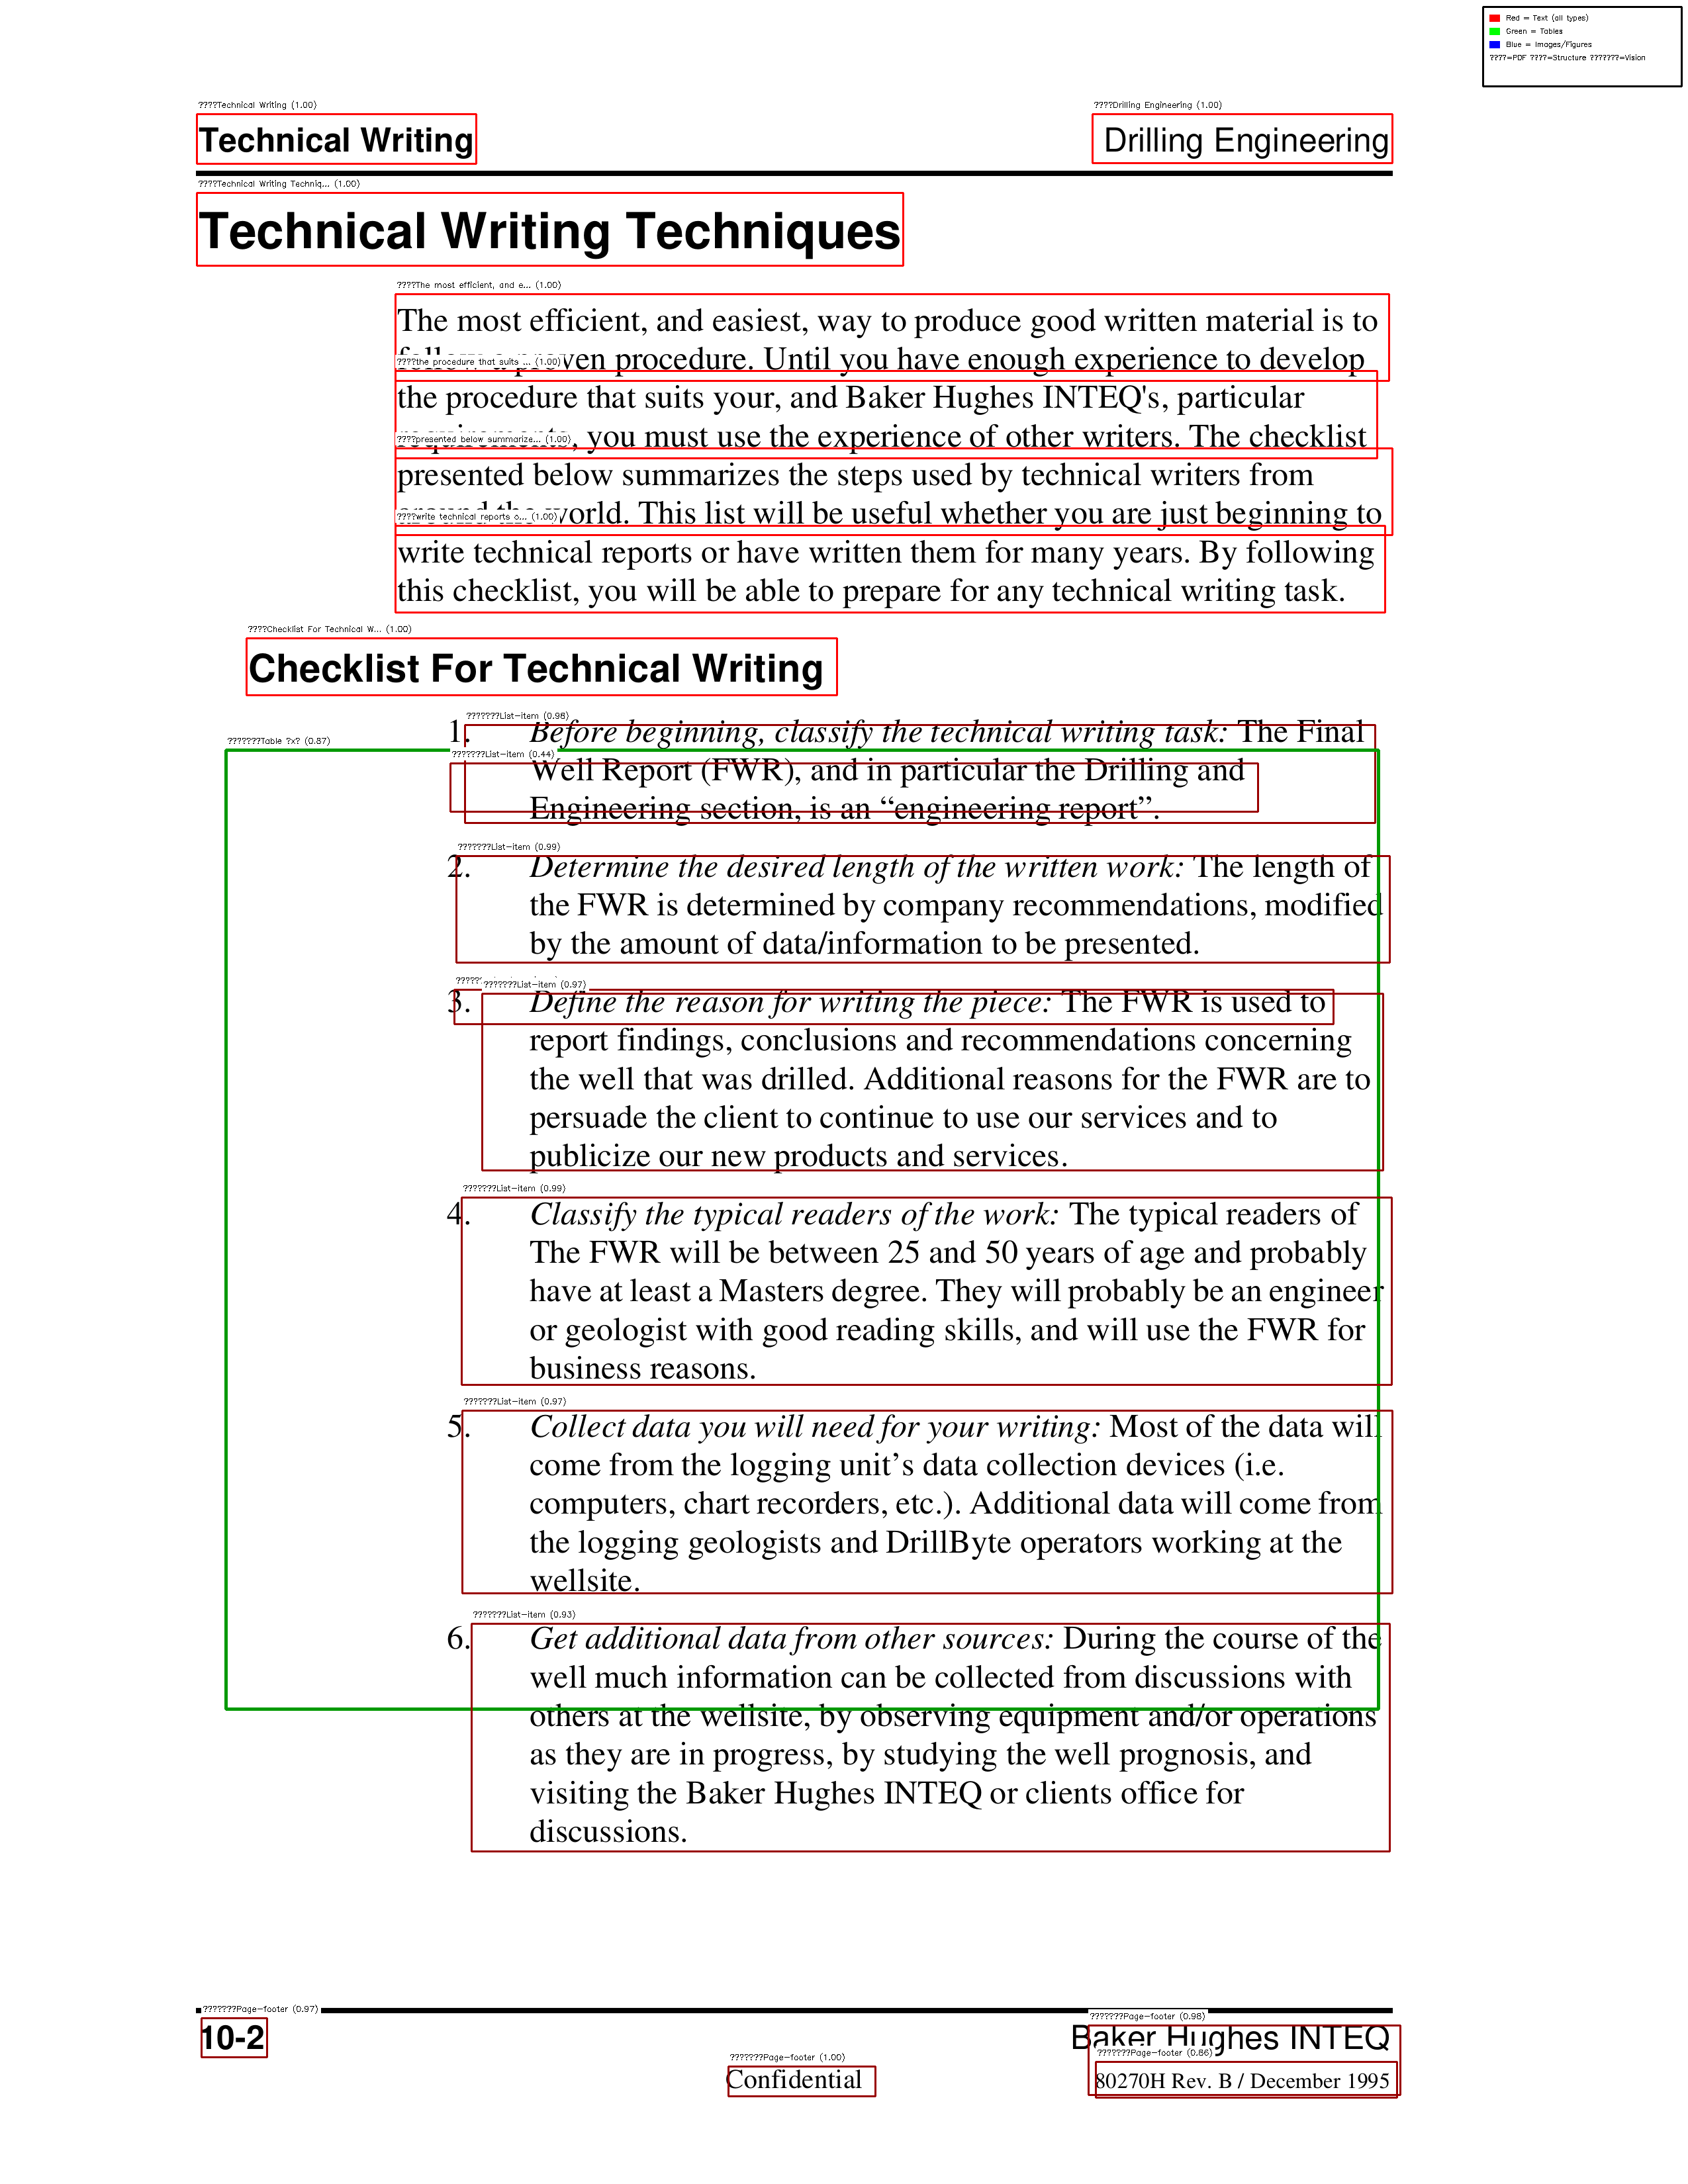 Red = Text (all types)
Green = Tables
Blue = Images/Figures
????=PDF ????=Structure ???????=Vision
????Technical Writing (1.00)
????Drilling Engineering (1.00)
Technical Writing
Drilling Engineering
????Technical Writing Techniq... (1.00)
Technical Writing Techniques
????The most efficient, and e... (1.00)
The most efficient, and easiest, way to produce good written material is to
proven procedure. Until you have enough experience to develop
????the procedure that suits ... (1.00)
the procedure that suits your, and Baker Hughes INTEQ's, particular
requirements, you must use the experience of other writers. The checklist
????presented below summarize... (1.00)
presented below summarizes the steps used by technical writers from
around the world. This list will be useful whether you are just beginning to
????write technical reports o... (1.00)
write technical reports or have written them for many years. By following
this checklist, you will be able to prepare for any technical writing task.
????Checklist For Technical W... (1.00)
Checklist For Technical Writing
???????List-item (0.98)
1. Before beginning, classify the technical writing task: The Final
???????Table ?x? (0.87)
???????List-item (0.44)
Well Report (FWR), and in particular the Drilling and
Engineering section, is an “engineering report”.
???????List-item (0.99)
2. Determine the desired length of the written work: The length of
the FWR is determined by company recommendations, modified
by the amount of data/information to be presented.
???????List-item (0.97)
3. Define the reason for writing the piece: The FWR is used to
report findings, conclusions and recommendations concerning
the well that was drilled. Additional reasons for the FWR are to
persuade the client to continue to use our services and to
publicize our new products and services.
???????List-item (0.99)
4. Classify the typical readers of the work: The typical readers of
The FWR will be between 25 and 50 years of age and probably
have at least a Masters degree. They will probably be an engineer
or geologist with good reading skills, and will use the FWR for
business reasons.
???????List-item (0.97)
5. Collect data you will need for your writing: Most of the data will
come from the logging unit’s data collection devices (i.e.
computers, chart recorders, etc.). Additional data will come from
the logging geologists and DrillByte operators working at the
wellsite.
???????List-item (0.93)
6. Get additional data from other sources: During the course of the
well much information can be collected from discussions with
others at the wellsite, by observing equipment and/or operations
as they are in progress, by studying the well prognosis, and
visiting the Baker Hughes INTEQ or clients office for
discussions.
???????Page-footer (0.97)
???????Page-footer (0.98)
10-2
Baker Hughes INTEQ
???????Page-footer (0.86)
???????Page-footer (1.00)
Confidential
80270H Rev. B / December 1995